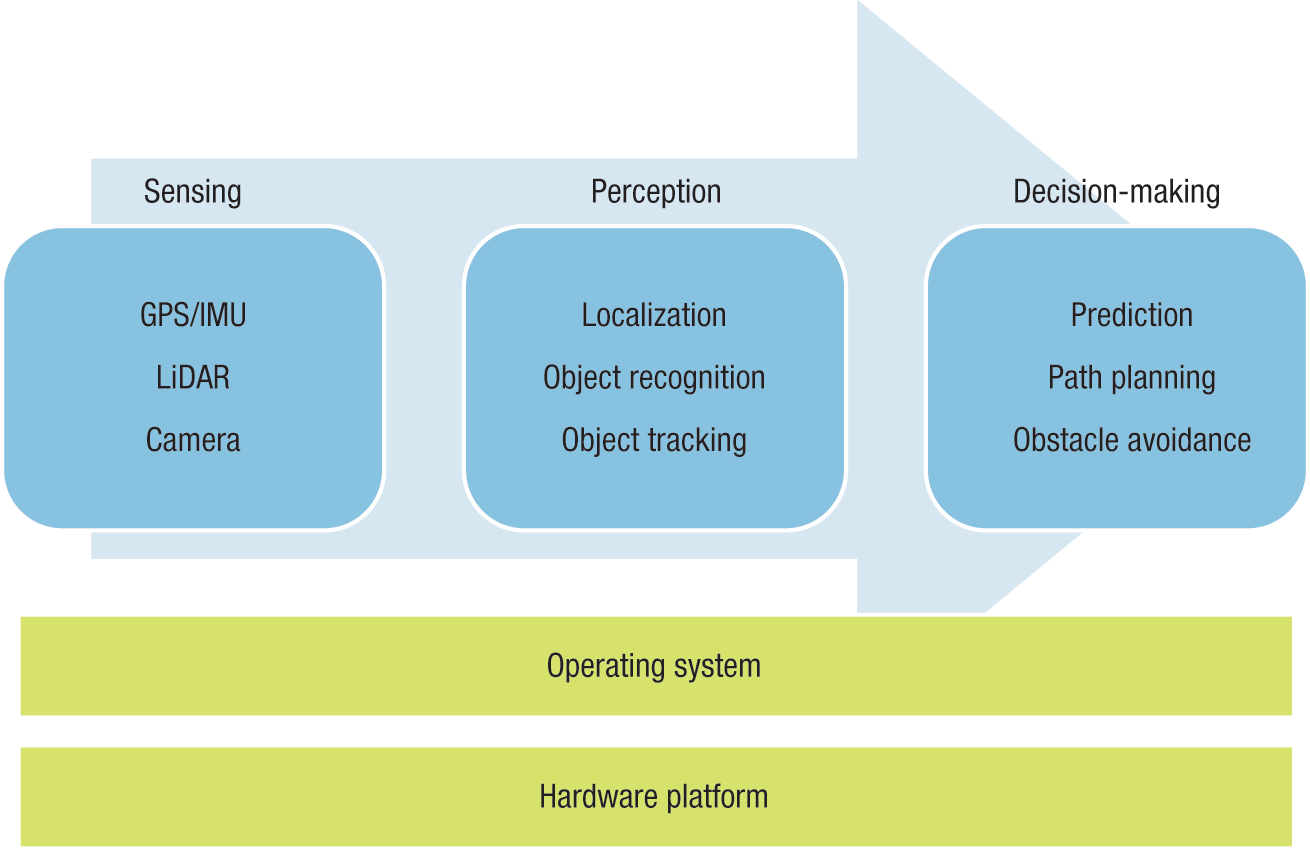 Sensing
GPS/IMU
LiDAR
Camera
Perception
Localization
Object recognition
Object tracking
Decision-making
Prediction
Path planning
Obstacle avoidance
Operating system
Hardware platform